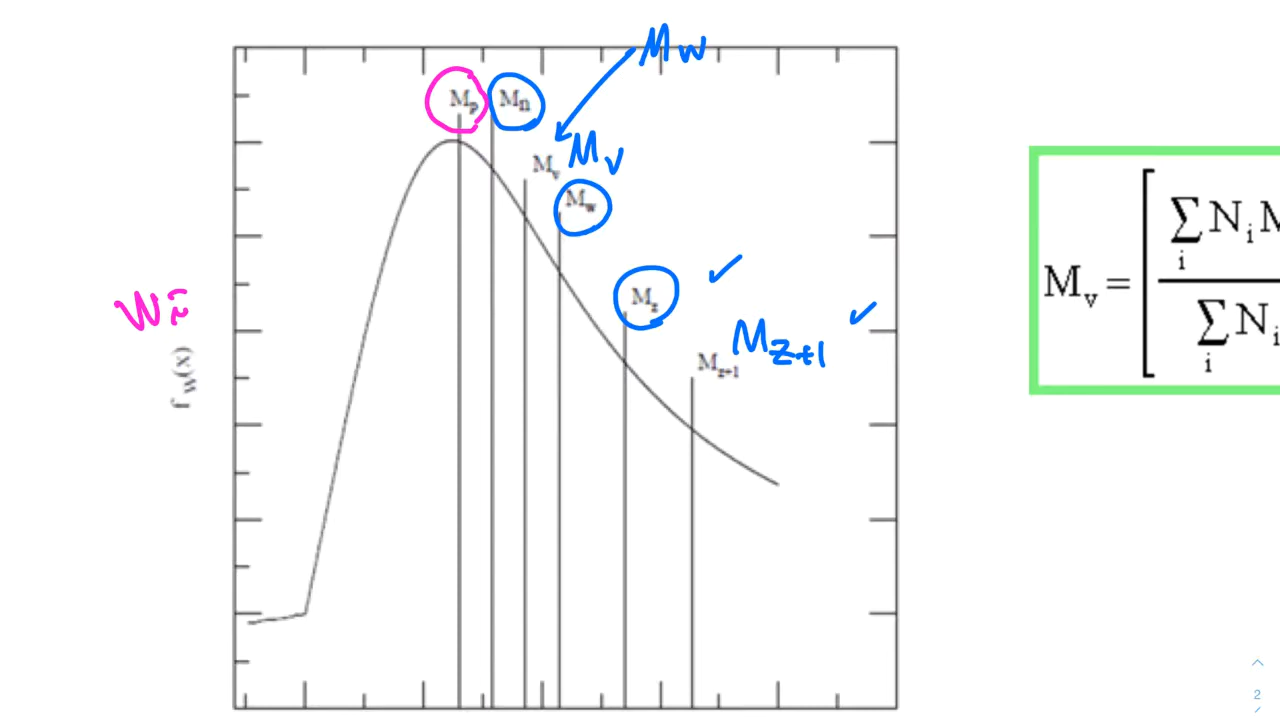 Mw
Mp
Mn
Mv
Mv
Mw
Mz
Mz+1
Mz+1
Wi
fw(x)
Mv = [ ∑i Ni M
∑i Ni
2